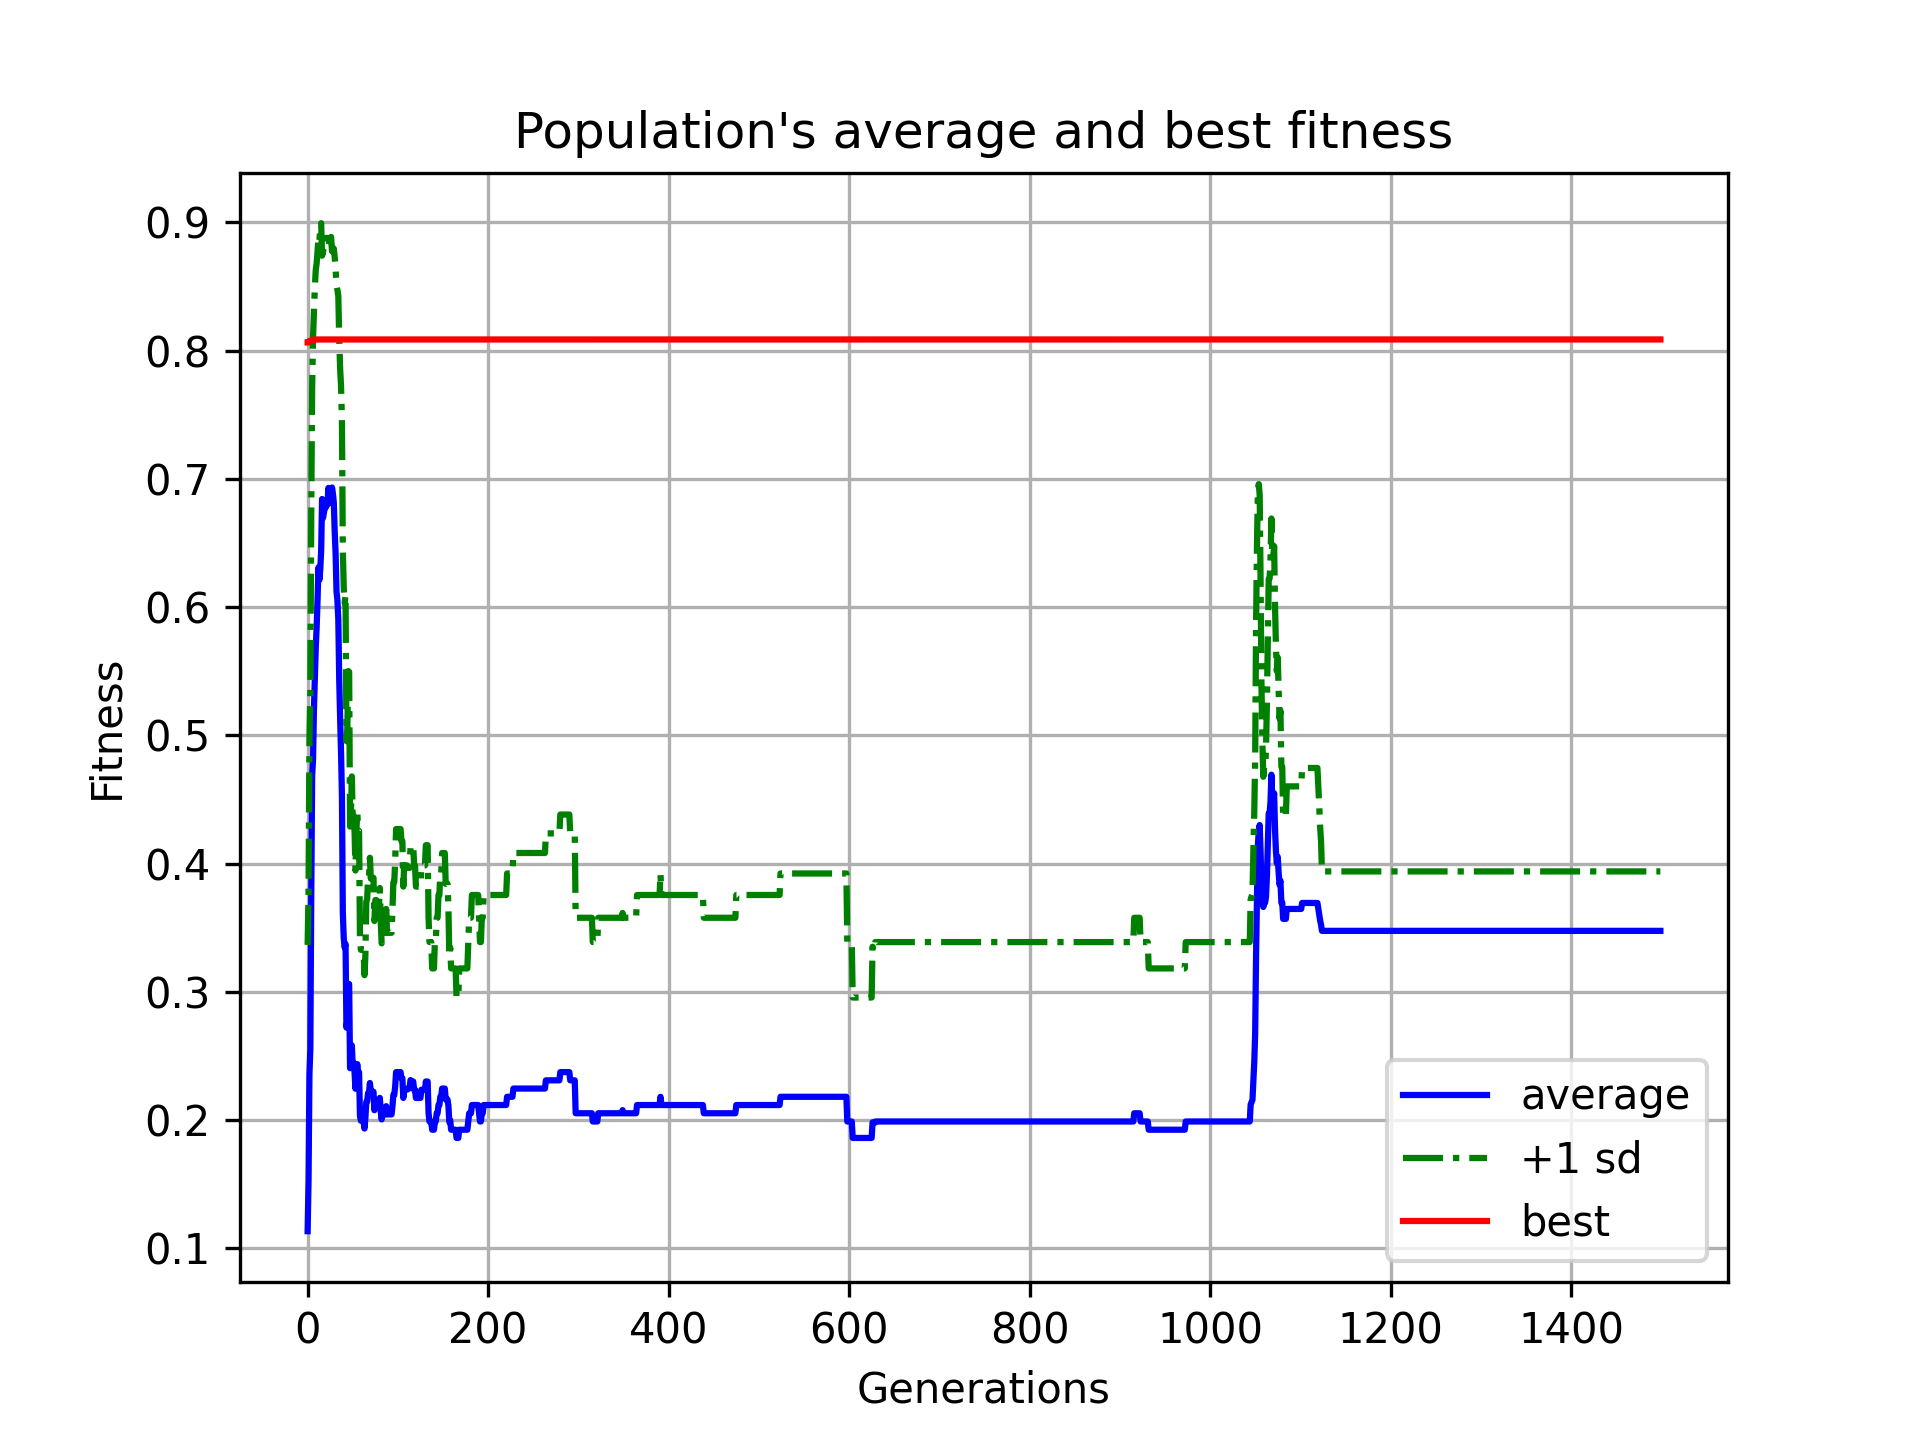 Population's average and best fitness
0.9
0.8
0.7
0.6
0.5
0.4
0.3
0.2
0.1
Fitness
0 200 400 600 800 1000 1200 1400
Generations
average
+1 sd
best